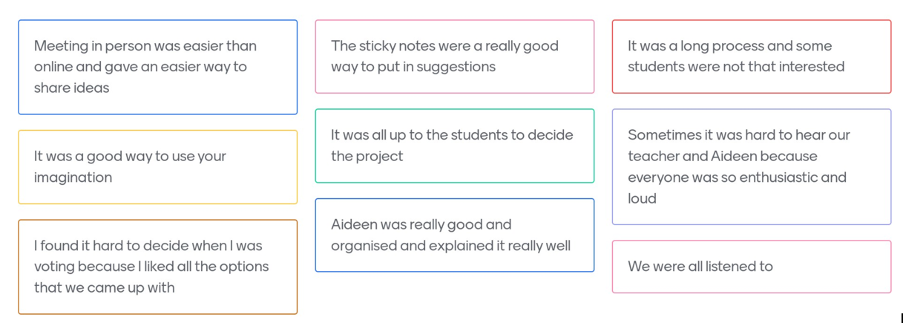 Meeting in person was easier than
online and gave an easier way to
share ideas
It was a good way to use your
imagination
I found it hard to decide when I was
voting because I liked all the options
that we came up with
The sticky notes were a really good
way to put in suggestions
It was all up to the students to decide
the project
Aideen was really good and
organised and explained it really well
It was a long process and some
students were not that interested
Sometimes it was hard to hear our
teacher and Aideen because
everyone was so enthusiastic and
loud
We were all listened to